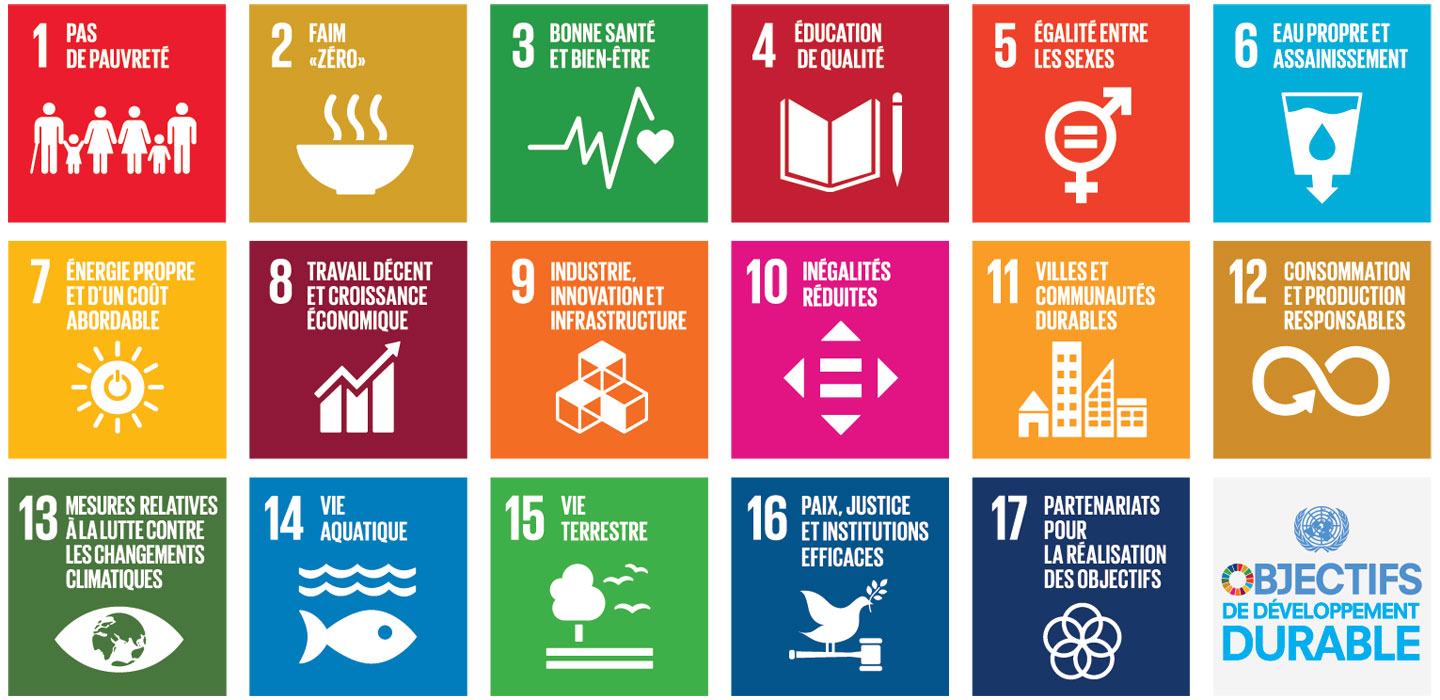 1 PAS
DE PAUVRETÉ
2 FAIM
«ZÉRO»
3 BONNE SANTÉ
ET BIEN-ÊTRE
4 ÉDUCATION
DE QUALITÉ
5 ÉGALITÉ ENTRE
LES SEXES
6 EAU PROPRE ET
ASSAINISSEMENT
7 ÉNERGIE PROPRE
ET D'UN COÛT
ABORDABLE
8 TRAVAIL DÉCENT
ET CROISSANCE
ÉCONOMIQUE
9 INDUSTRIE,
INNOVATION ET
INFRASTRUCTURE
10 INÉGALITÉS
RÉDUITES
11 VILLES ET
COMMUNAUTÉS
DURABLES
12 CONSOMMATION
ET PRODUCTION
RESPONSABLES
13 MESURES RELATIVES
À LA LUTTE CONTRE
LES CHANGEMENTS
CLIMATIQUES
14 VIE
AQUATIQUE
15 VIE
TERRESTRE
16 PAIX, JUSTICE
ET INSTITUTIONS
EFFICACES
17 PARTENARIATS
POUR
LA RÉALISATION
DES OBJECTIFS
OBJECTIFS
DE DÉVELOPPEMENT
DURABLE